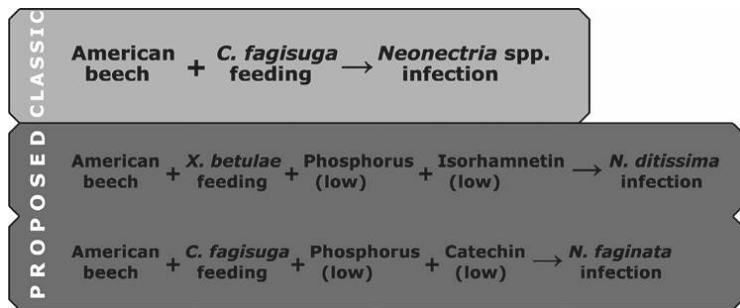 CLASSIC
American + C. fagisuga → Neonectria spp.
beech feeding infection
PROPOSED
American + X. betulae + Phosphorus + Isorhamnetin → N. ditissima
beech feeding (low) (low) infection
American + C. fagisuga + Phosphorus + Catechin → N. faginata
beech feeding (low) (low) infection